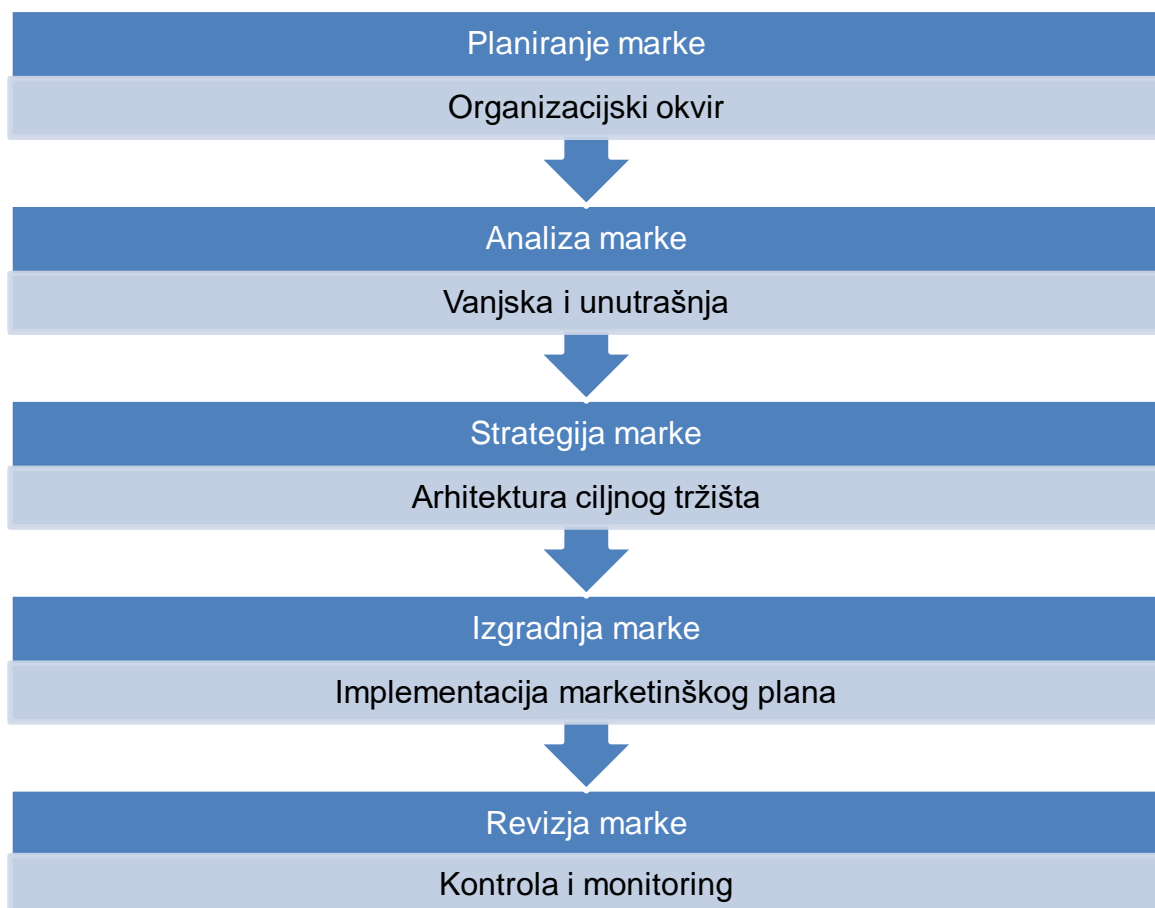 Planiranje marke
Organizacijski okvir
Analiza marke
Vanjska i unutrašnja
Strategija marke
Arhitektura ciljnog tržišta
Izgradnja marke
Implementacija marketinškog plana
Revizja marke
Kontrola i monitoring